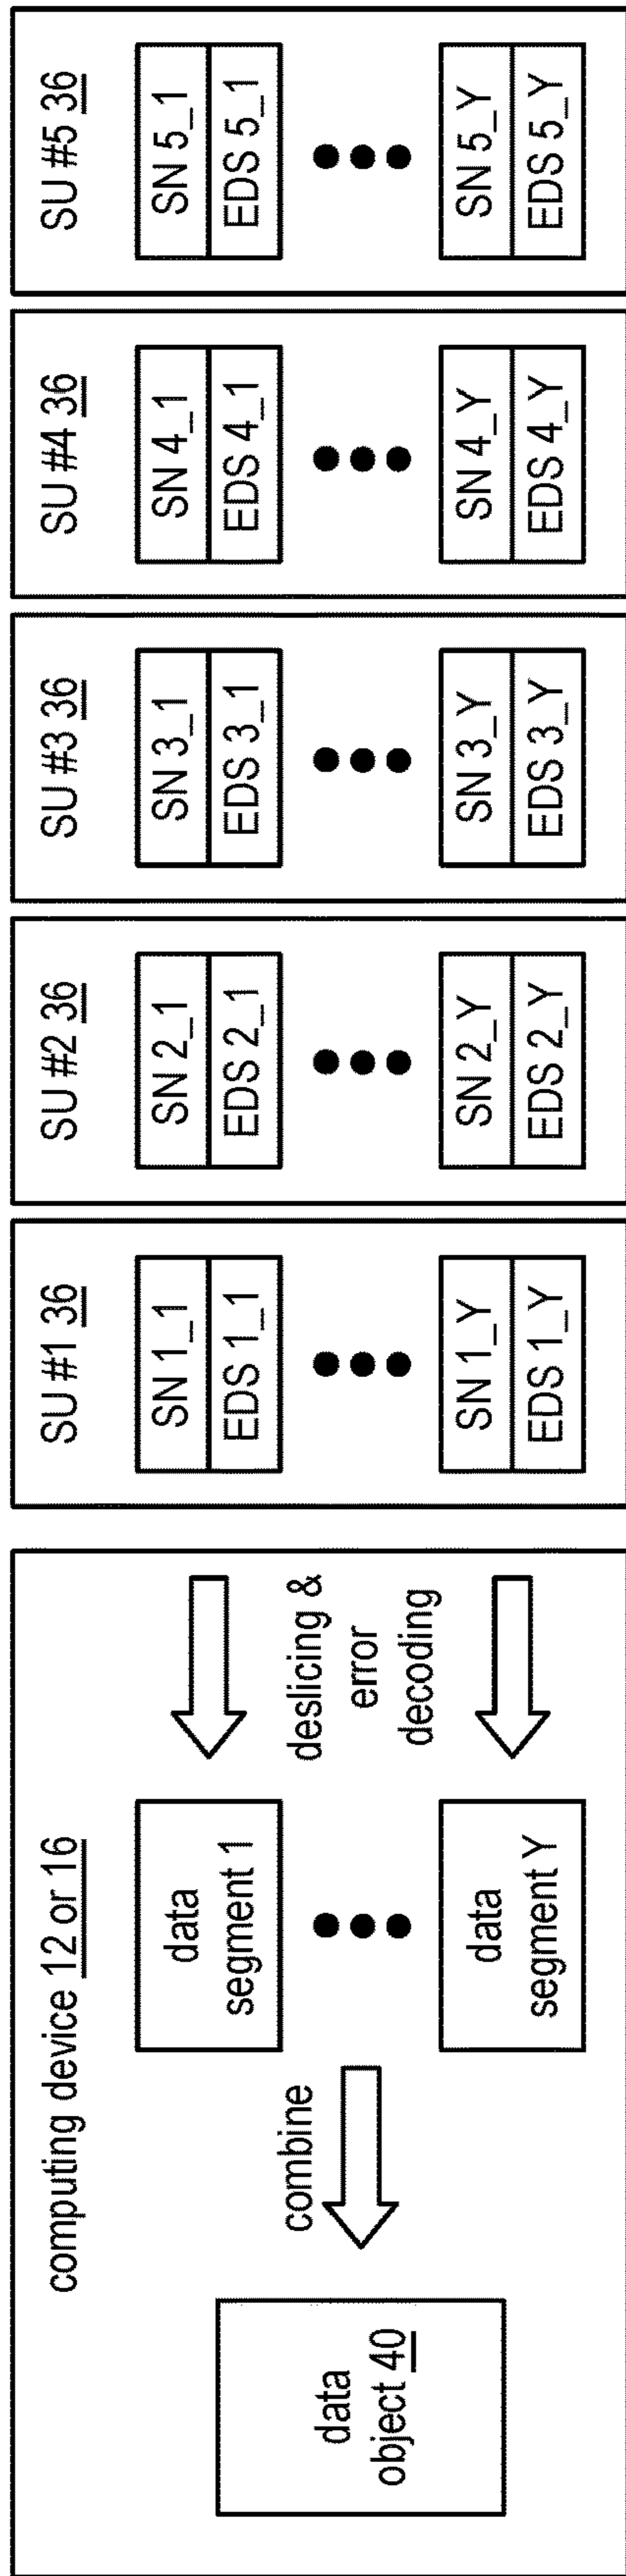 computing device 12 or 16
data
object 40
combine
data
segment 1
data
segment Y
deslicing &
error
decoding
SU #1 36
SN 1_1
EDS 1_1
SN 1_Y
EDS 1_Y
SU #2 36
SN 2_1
EDS 2_1
SN 2_Y
EDS 2_Y
SU #3 36
SN 3_1
EDS 3_1
SN 3_Y
EDS 3_Y
SU #4 36
SN 4_1
EDS 4_1
SN 4_Y
EDS 4_Y
SU #5 36
SN 5_1
EDS 5_1
SN 5_Y
EDS 5_Y